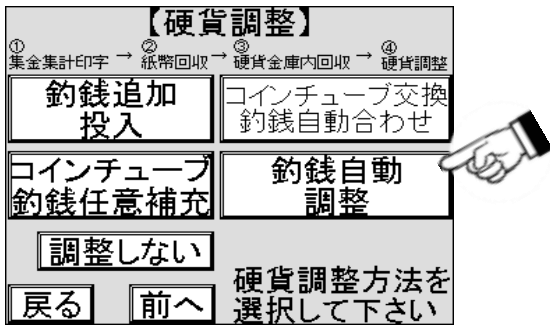 【硬貨調整】
① ② ③ ④
集金集計印字 → 紙幣回収 → 硬貨金庫内回収 → 硬貨調整
釣銭追加
投入
コインチューブ交換
釣銭自動合わせ
コインチューブ
釣銭任意補充
釣銭自動
調整
調整しない
戻る
前へ
硬貨調整方法を
選択して下さい